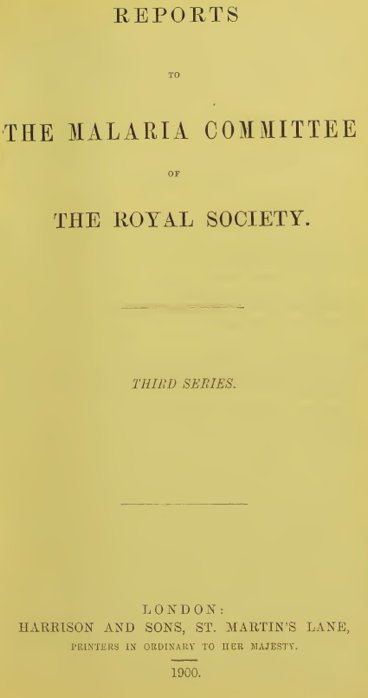 REPORTS
TO
THE MALARIA COMMITTEE
OF
THE ROYAL SOCIETY.
THIRD SERIES.
LONDON:
HARRISON AND SONS, ST. MARTIN'S LANE,
PRINTERS IN ORDINARY TO HER MAJESTY.
1900.